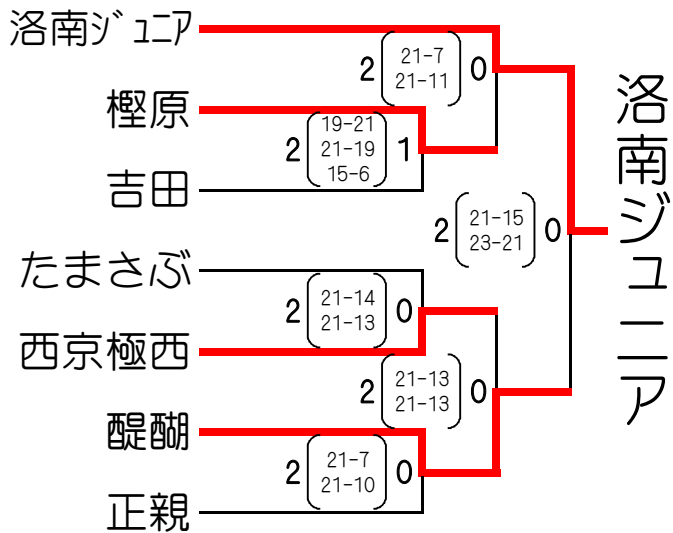 洛南ジュニア
2 21-7 0
21-11
樫原
2 19-21 1
21-19
15-6
吉田
2 21-15 0
23-21
たまさぶ
2 21-14 0
21-13
西京極西
2 21-13 0
21-13
醍醐
2 21-7 0
21-10
正親
洛南ジュニア